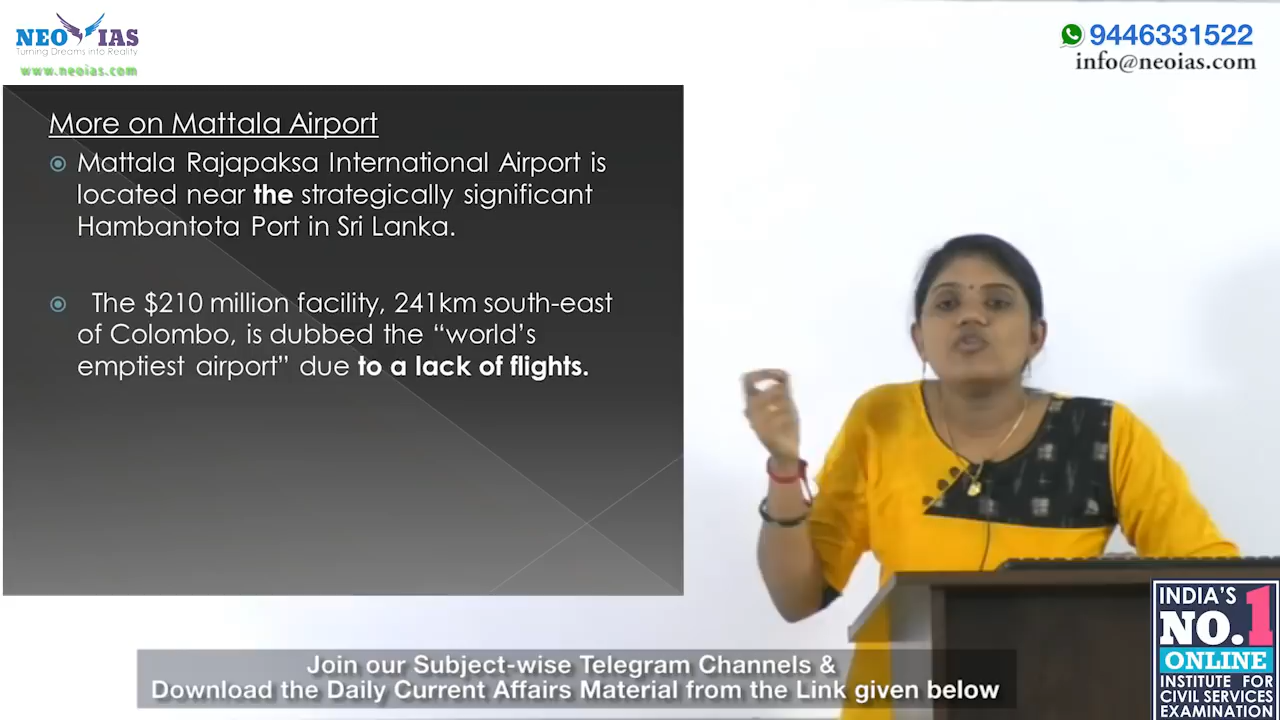 NEO IAS
Turning Dreams into Reality
www.neoias.com
9446331522
info@neoias.com
More on Mattala Airport
Mattala Rajapaksa International Airport is
located near the strategically significant
Hambantota Port in Sri Lanka.
The $210 million facility, 241km south-east
of Colombo, is dubbed the “world’s
emptiest airport” due to a lack of flights.
INDIA'S
NO.1
ONLINE
INSTITUTE FOR
CIVIL SERVICES
EXAMINATION
Join our Subject-wise Telegram Channels &
Download the Daily Current Affairs Material from the Link given below